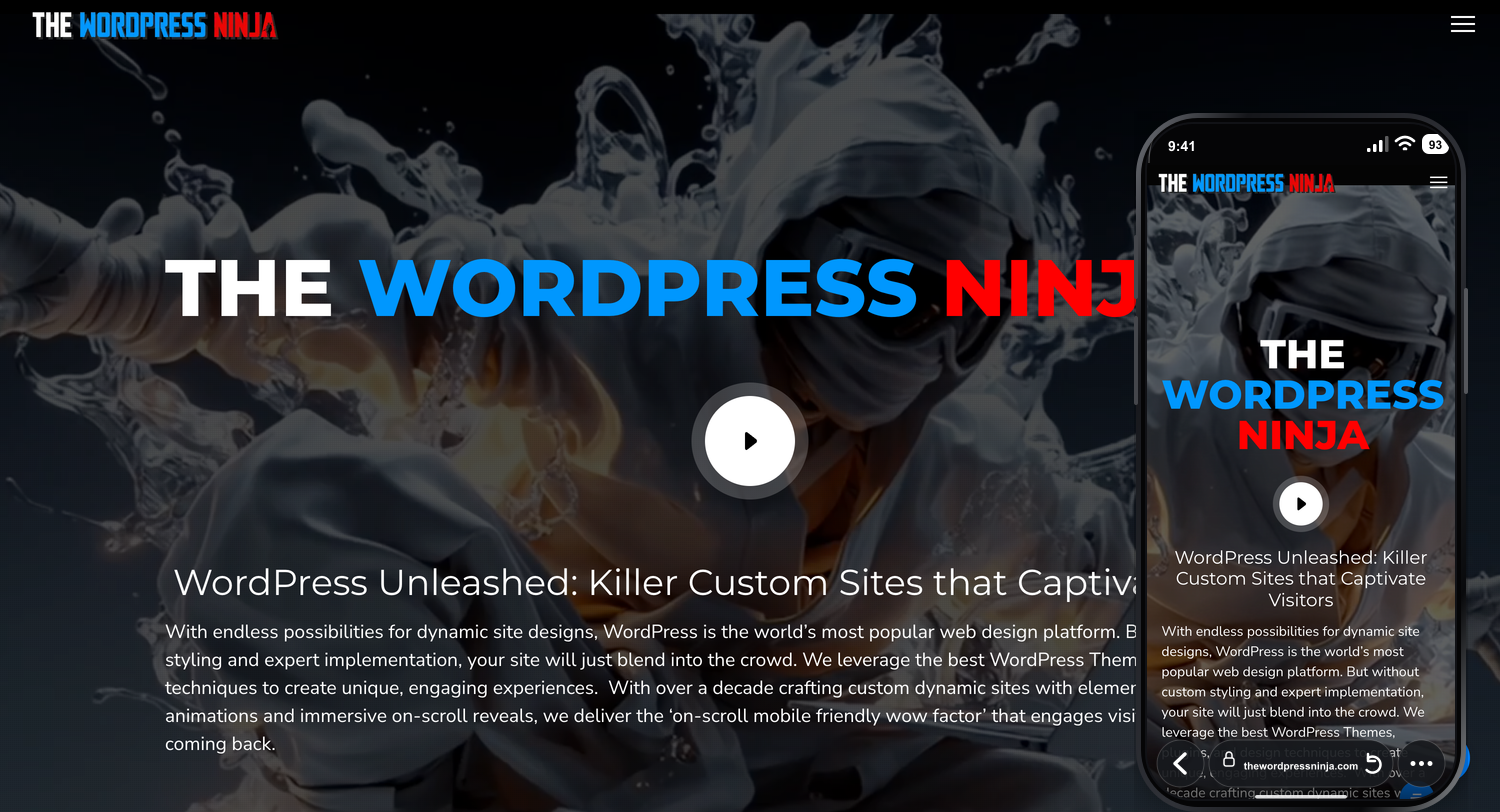 THE WORDPRESS NINJA
THE WORDPRESS NINJ
WordPress Unleashed: Killer Custom Sites that Captiv
With endless possibilities for dynamic site designs, WordPress is the world’s most popular web design platform. B
styling and expert implementation, your site will just blend into the crowd. We leverage the best WordPress Them
techniques to create unique, engaging experiences.  With over a decade crafting custom dynamic sites with elemen
animations and immersive on-scroll reveals, we deliver the ‘on-scroll mobile friendly wow factor’ that engages visi
coming back.
9:41
93
THE WORDPRESS NINJA
THE
WORDPRESS
NINJA
WordPress Unleashed: Killer
Custom Sites that Captivate
Visitors
With endless possibilities for dynamic site
designs, WordPress is the world’s most
popular web design platform. But without
custom styling and expert implementation,
your site will just blend into the crowd. We
leverage the best WordPress Themes,
design techniques to create
thewordpressninja.com
decade crafting custom dynamic sites